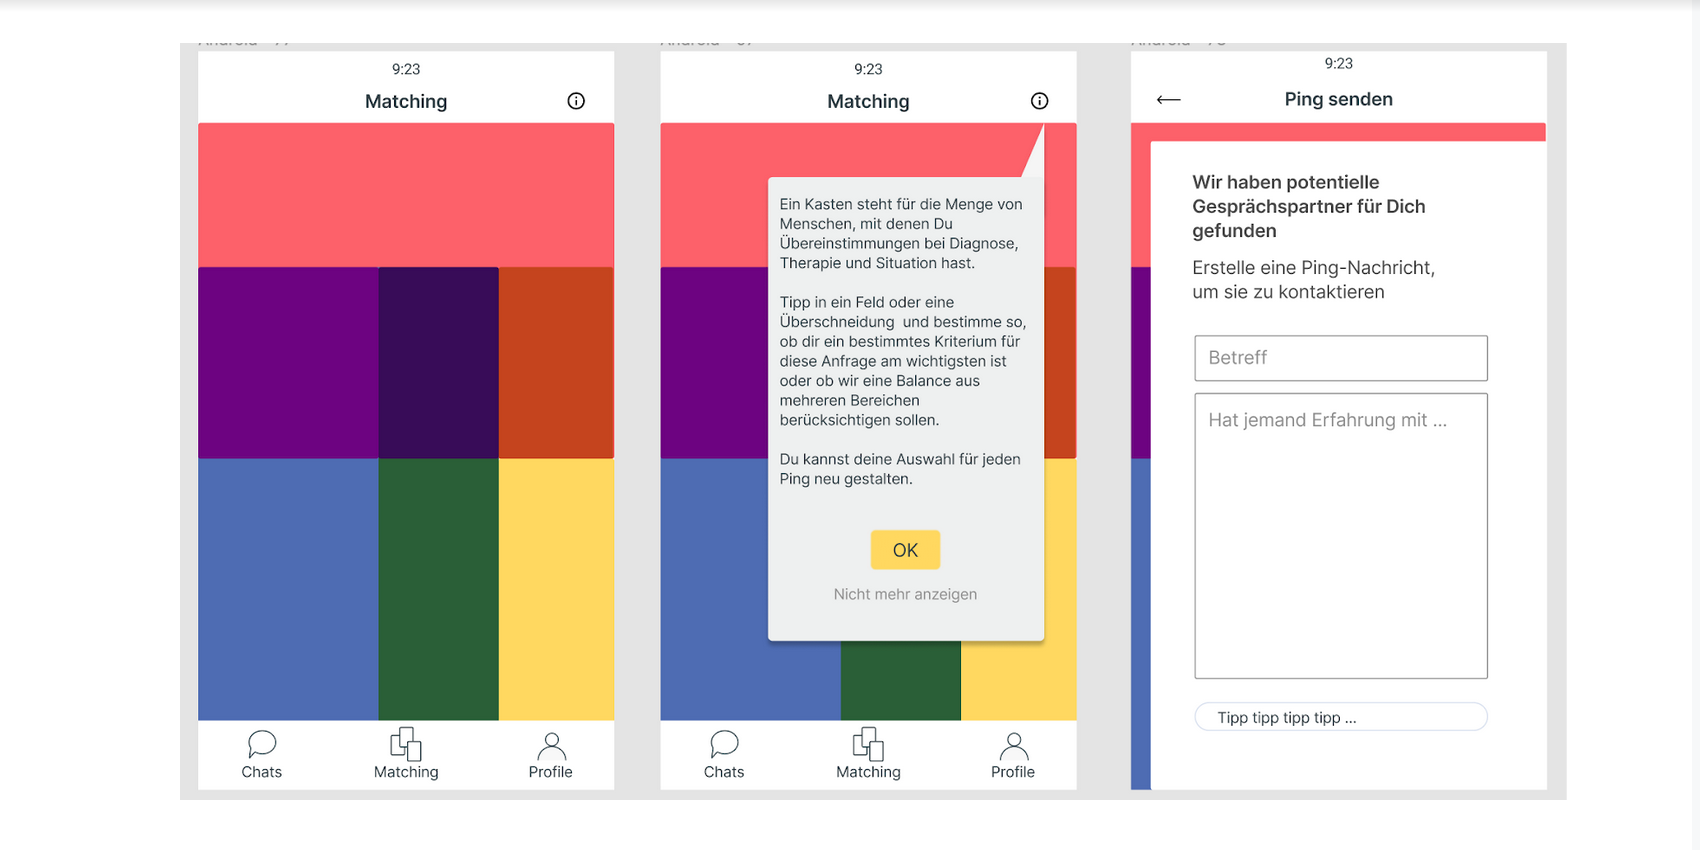 9:23
Matching
Chats
Matching
Profile
9:23
Matching
Ein Kasten steht für die Menge von
Menschen, mit denen Du
Übereinstimmungen bei Diagnose,
Therapie und Situation hast.
Tipp in ein Feld oder eine
Überschneidung  und bestimme so,
ob dir ein bestimmtes Kriterium für
diese Anfrage am wichtigsten ist
oder ob wir eine Balance aus
mehreren Bereichen
berücksichtigen sollen.
Du kannst deine Auswahl für jeden
Ping neu gestalten.
OK
Nicht mehr anzeigen
Chats
Matching
Profile
9:23
Ping senden
Wir haben potentielle
Gesprächspartner für Dich
gefunden
Erstelle eine Ping-Nachricht,
um sie zu kontaktieren
Betreff
Hat jemand Erfahrung mit ...
Tipp tipp tipp tipp ...